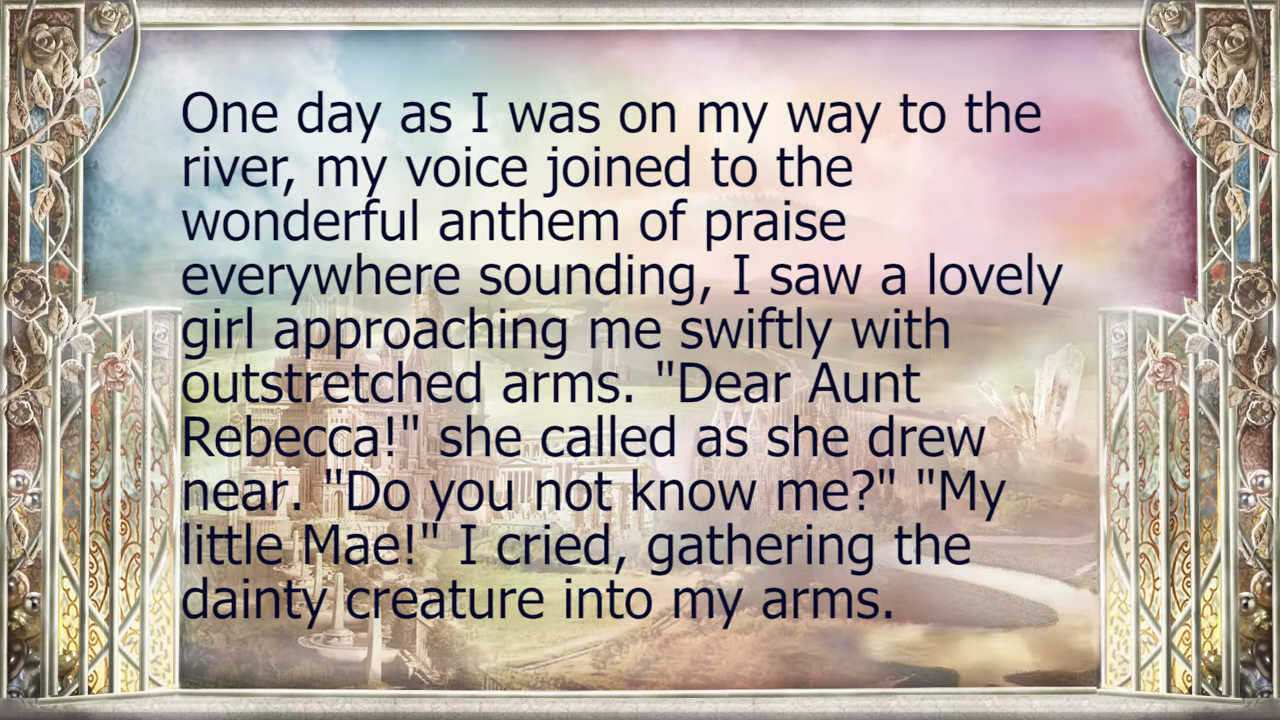 One day as I was on my way to the
river, my voice joined to the
wonderful anthem of praise
everywhere sounding, I saw a lovely
girl approaching me swiftly with
outstretched arms. "Dear Aunt
Rebecca!" she called as she drew
near. "Do you not know me?" "My
little Mae!" I cried, gathering the
dainty creature into my arms.